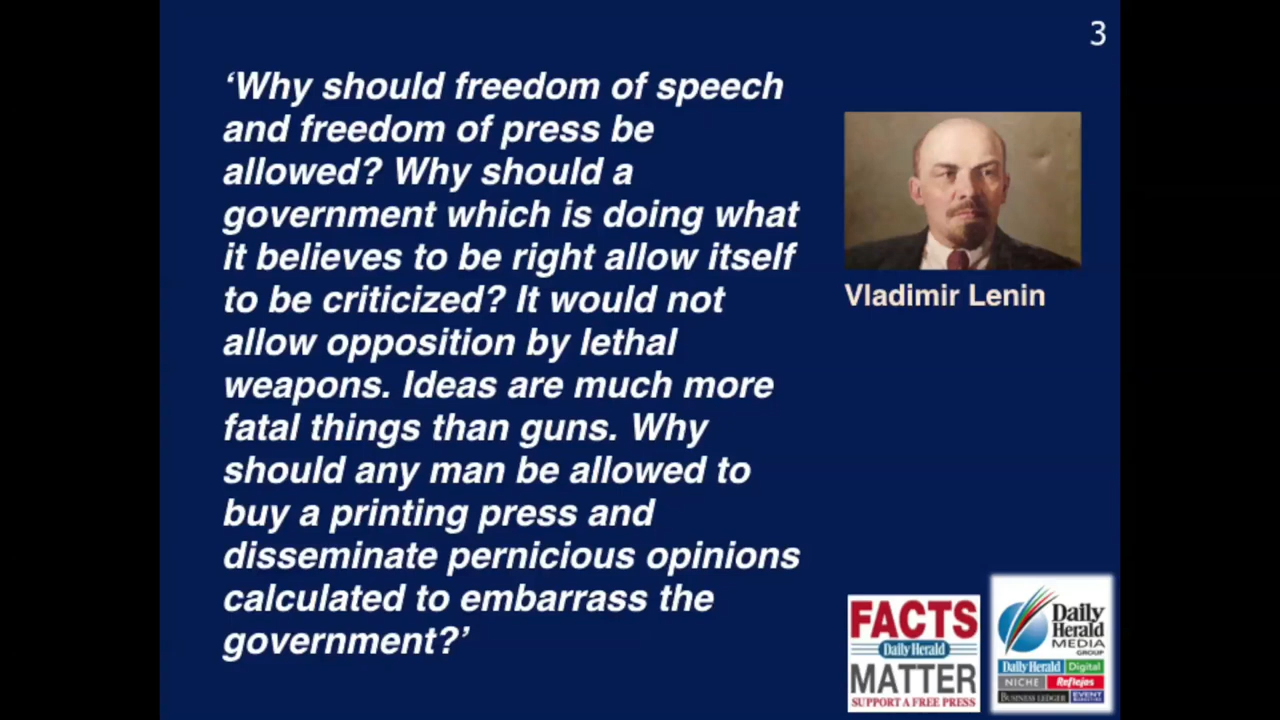 3
‘Why should freedom of speech
and freedom of press be
allowed? Why should a
government which is doing what
it believes to be right allow itself
to be criticized? It would not
allow opposition by lethal
weapons. Ideas are much more
fatal things than guns. Why
should any man be allowed to
buy a printing press and
disseminate pernicious opinions
calculated to embarrass the
government?’
Vladimir Lenin
FACTS
Daily Herald
MATTER
SUPPORT A FREE PRESS
Daily
Herald
MEDIA
GROUP
Daily Herald Digital
NICHE Reflejos
BUSINESS LEDGER EVENT